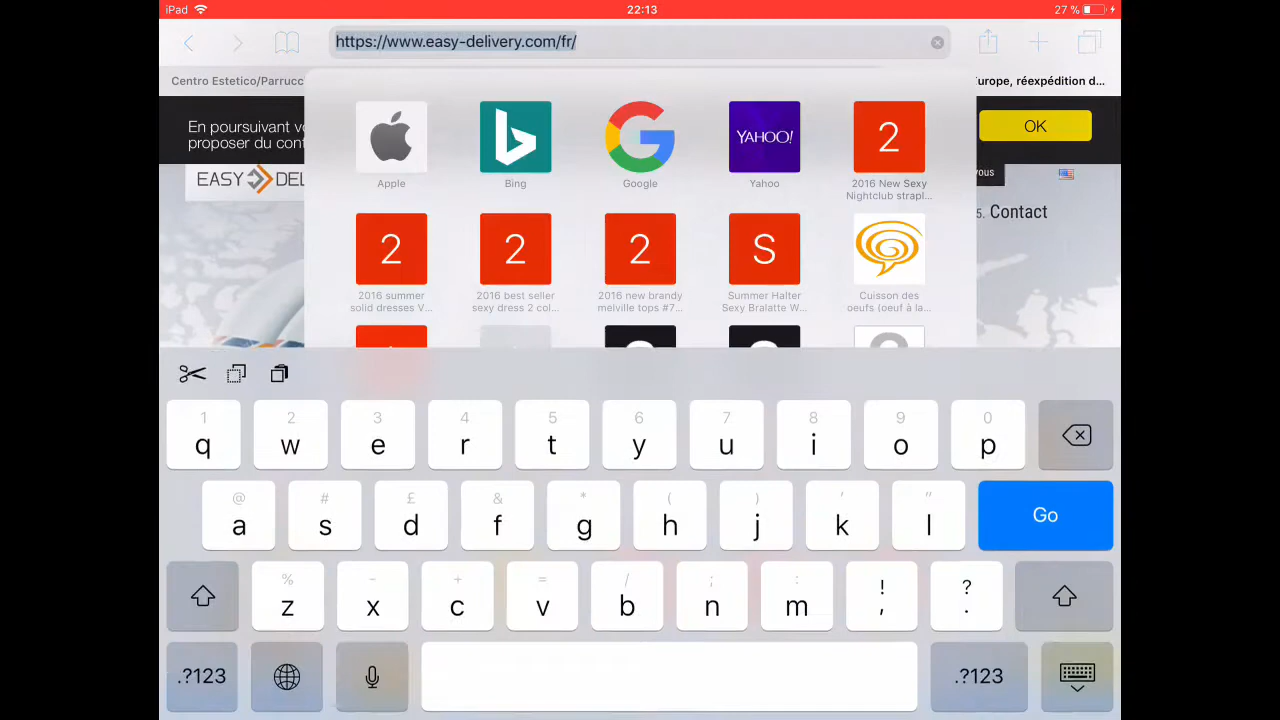 iPad
22:13
27 %
https://www.easy-delivery.com/fr/
Centro Estetico/Parrucc
Europe, réexpédition d...
En poursuivant v
proposer du cont
OK
EASY DEL
vous
5. Contact
Apple
Bing
Google
YAHOO!
Yahoo
2
2016 New Sexy
Nightclub strapl...
2
2016 summer
solid dresses V...
2
2016 best seller
sexy dress 2 col...
2
2016 new brandy
melville tops #7...
S
Summer Halter
Sexy Bralatte W...
Cuisson des
oeufs (oeuf à la...
1 2 3 4 5 6 7 8 9 0
q w e r t y u i o p
@ # £ & * ( ) ' "
a s d f g h j k l
Go
% - + = / ; : ! ?
z x c v b n m , .
.?123
.?123